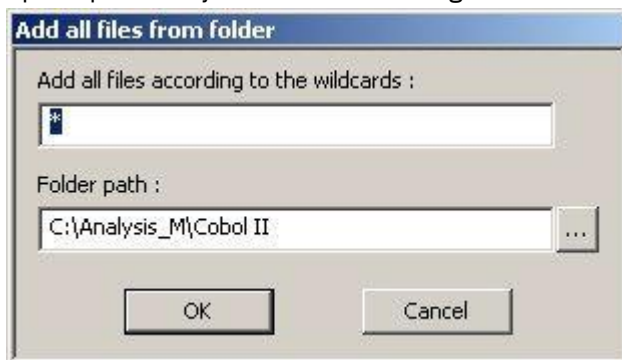 Add all files from folder
Add all files according to the wildcards :
*
Folder path :
C:\Analysis_M\Cobol II
...
OK Cancel